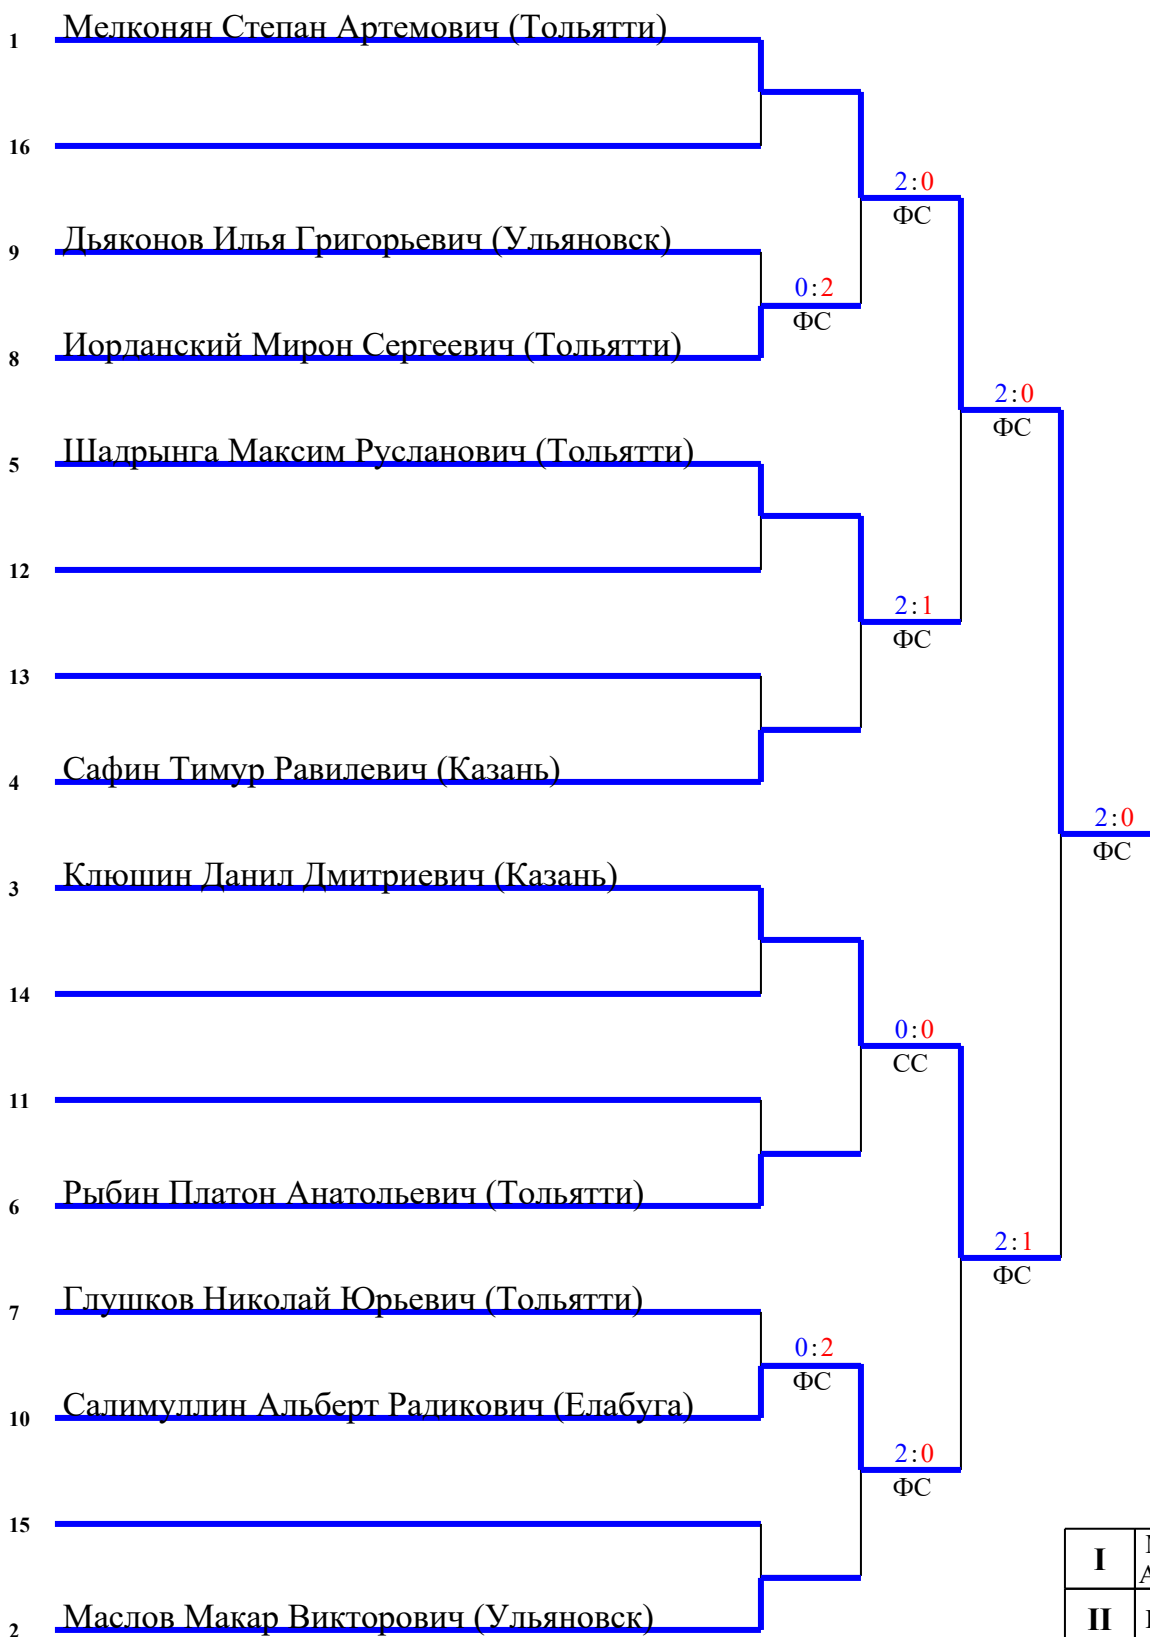 1 Мелконян Степан Артемович (Тольятти)
16
2:0
ФС
9 Дьяконов Илья Григорьевич (Ульяновск)
0:2
ФС
8 Иорданский Мирон Сергеевич (Тольятти)
2:0
ФС
5 Шадрынга Максим Русланович (Тольятти)
12
2:1
ФС
13
4 Сафин Тимур Равилевич (Казань)
2:0
ФС
3 Клюшин Данил Дмитриевич (Казань)
14
0:0
СС
11
6 Рыбин Платон Анатольевич (Тольятти)
2:1
ФС
7 Глушков Николай Юрьевич (Тольятти)
0:2
ФС
10 Салимуллин Альберт Радикович (Елабуга)
2:0
ФС
15
I
II
2 Маслов Макар Викторович (Ульяновск)